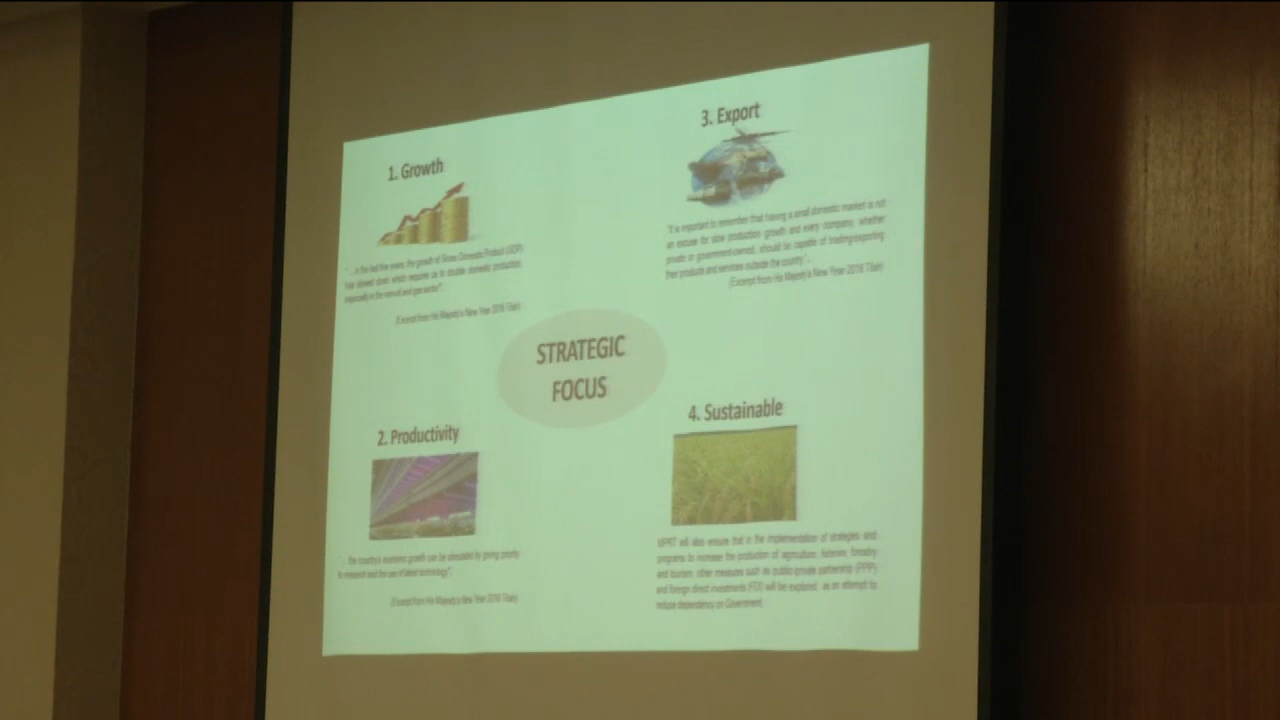 1. Growth
"... in the last few years, the growth of Gross Domestic Product (GDP)
has slowed down which requires us to double domestic production,
especially in the non-oil and gas sector".
(Excerpt from His Majesty's New Year 2016 Titah)
2. Productivity
"... the country's economic growth can be stimulated by giving priority
to research and the use of latest technology".
(Excerpt from His Majesty's New Year 2016 Titah)
STRATEGIC
FOCUS
3. Export
"It is important to remember that having a small domestic market is not
an excuse for slow production growth and every company, whether
private or government-owned, should be capable of trading/exporting
their products and services outside the country".
(Excerpt from His Majesty's New Year 2016 Titah)
4. Sustainable
MPRT will also ensure that in the implementation of strategies and
programs to increase the production of agriculture, fisheries, forestry
and tourism, other measures such as public-private partnership (PPP)
and foreign direct investments (FDI) will be explored, as an attempt to
reduce dependency on Government.